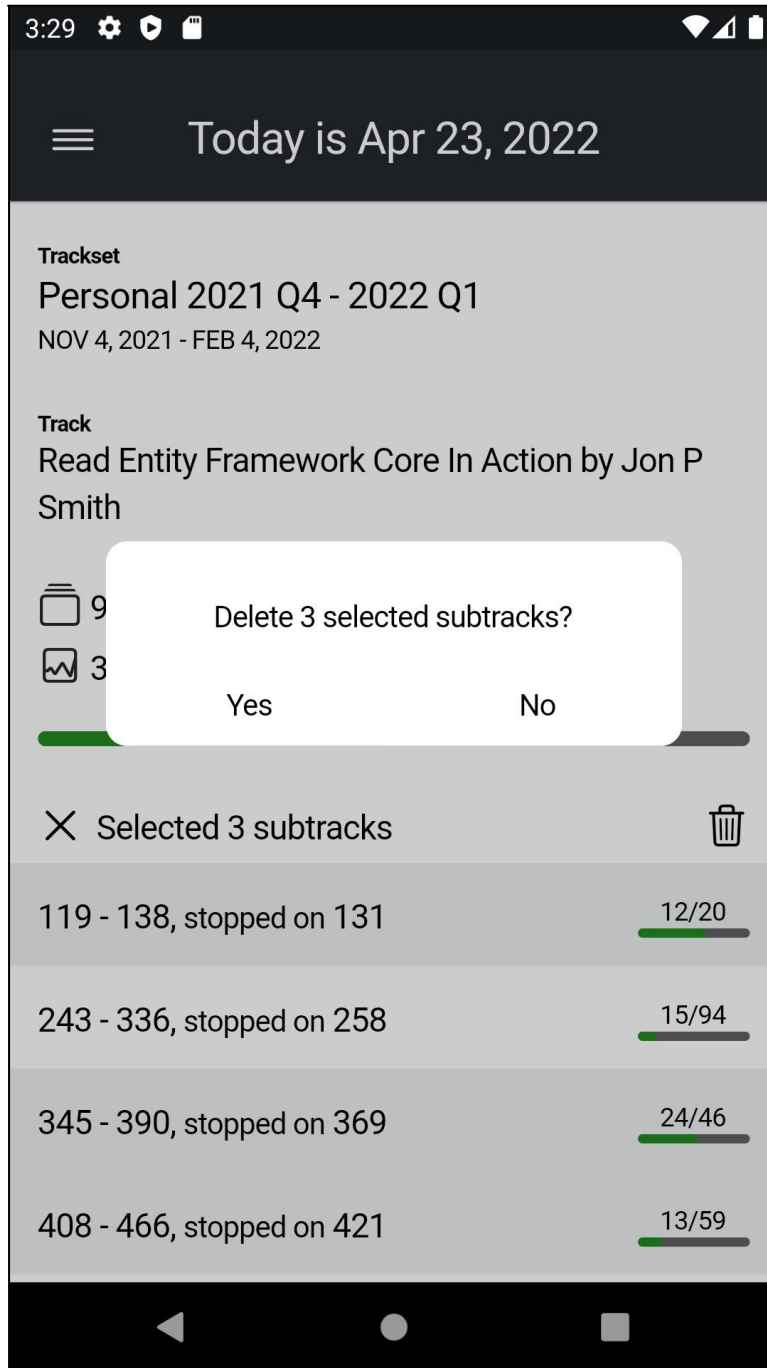 3:29
Today is Apr 23, 2022
Trackset
Personal 2021 Q4 - 2022 Q1
NOV 4, 2021 - FEB 4, 2022
Track
Read Entity Framework Core In Action by Jon P
Smith
9
3
Delete 3 selected subtracks?
Yes No
Selected 3 subtracks
119 - 138, stopped on 131 12/20
243 - 336, stopped on 258 15/94
345 - 390, stopped on 369 24/46
408 - 466, stopped on 421 13/59